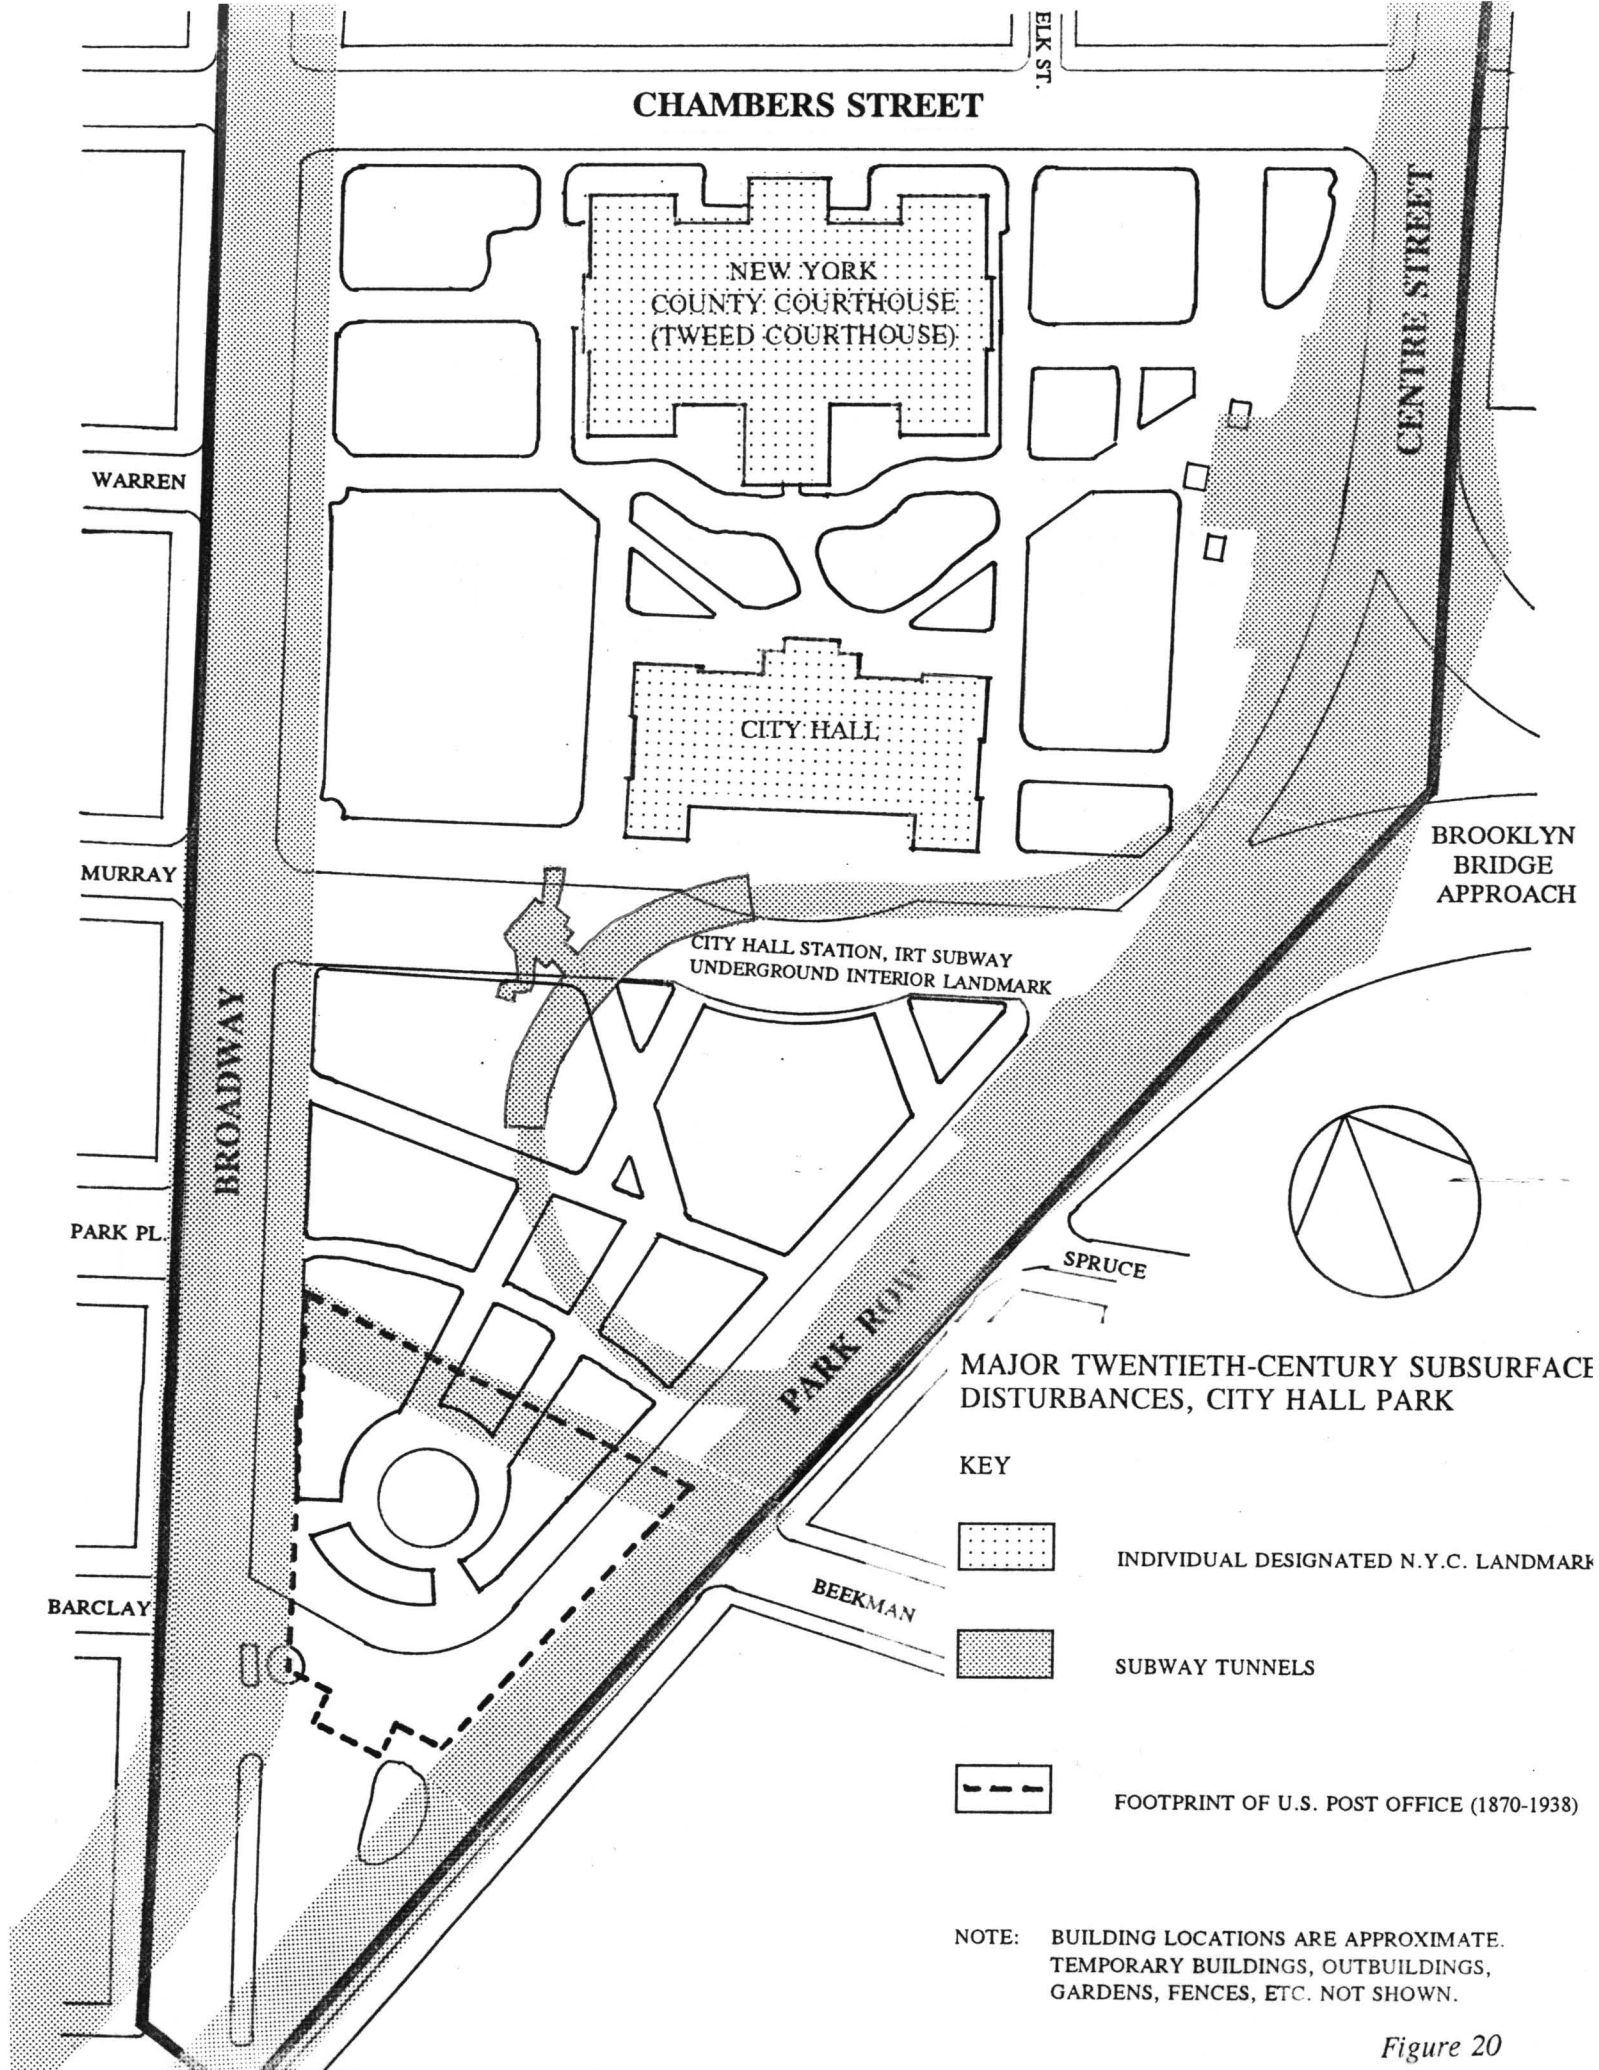 ELK ST.
CHAMBERS STREET
CENTRE STREET
NEW YORK
COUNTY COURTHOUSE
(TWEED COURTHOUSE)
WARREN
CITY HALL
MURRAY
BROOKLYN
BRIDGE
APPROACH
CITY HALL STATION, IRT SUBWAY
UNDERGROUND INTERIOR LANDMARK
BROADWAY
PARK PL.
SPRUCE
PARK ROW
BARCLAY
BEEKMAN
MAJOR TWENTIETH-CENTURY SUBSURFACE
DISTURBANCES, CITY HALL PARK
KEY
INDIVIDUAL DESIGNATED N.Y.C. LANDMARK
SUBWAY TUNNELS
FOOTPRINT OF U.S. POST OFFICE (1870-1938)
NOTE: BUILDING LOCATIONS ARE APPROXIMATE.
TEMPORARY BUILDINGS, OUTBUILDINGS,
GARDENS, FENCES, ETC. NOT SHOWN.
Figure 20